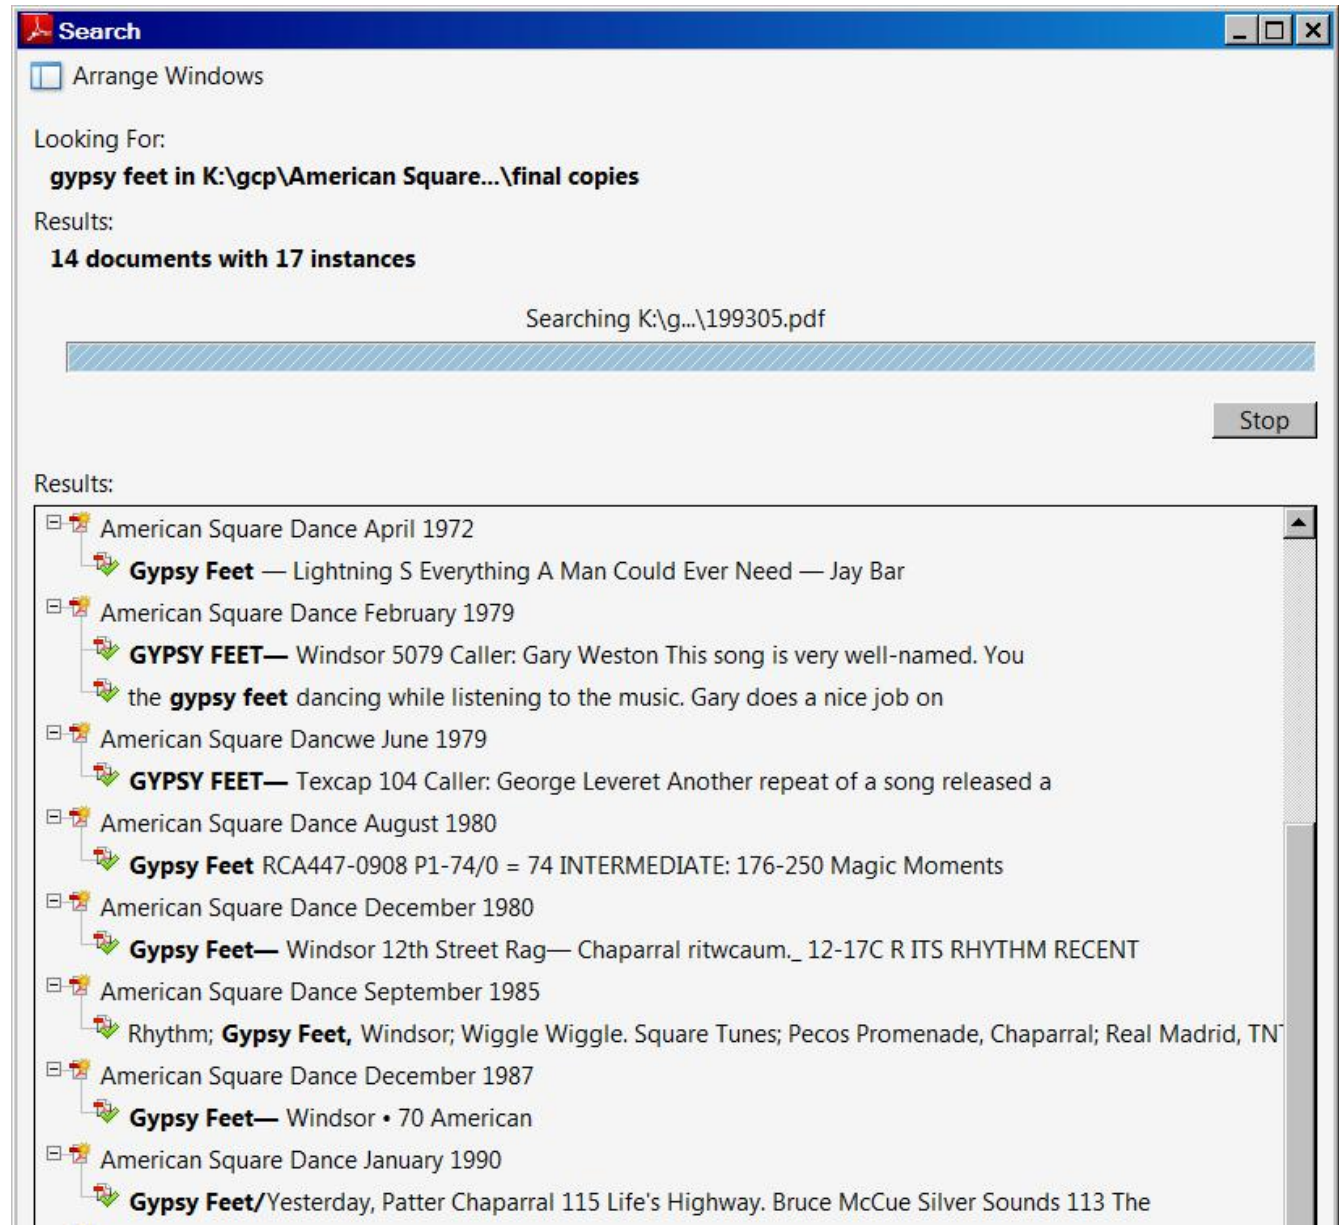 Search
Arrange Windows
Looking For:
gypsy feet in K:\gcp\American Square...\final copies
Results:
14 documents with 17 instances
Searching K:\g...\199305.pdf
Stop
Results:
American Square Dance April 1972
Gypsy Feet — Lightning S Everything A Man Could Ever Need — Jay Bar
American Square Dance February 1979
GYPSY FEET— Windsor 5079 Caller: Gary Weston This song is very well-named. You
the gypsy feet dancing while listening to the music. Gary does a nice job on
American Square Dancwe June 1979
GYPSY FEET— Texcap 104 Caller: George Leveret Another repeat of a song released a
American Square Dance August 1980
Gypsy Feet RCA447-0908 P1-74/0 = 74 INTERMEDIATE: 176-250 Magic Moments
American Square Dance December 1980
Gypsy Feet— Windsor 12th Street Rag— Chaparral ritwcaum._ 12-17C R ITS RHYTHM RECENT
American Square Dance September 1985
Rhythm; Gypsy Feet, Windsor; Wiggle Wiggle. Square Tunes; Pecos Promenade, Chaparral; Real Madrid, TNT
American Square Dance December 1987
Gypsy Feet— Windsor • 70 American
American Square Dance January 1990
Gypsy Feet/Yesterday, Patter Chaparral 115 Life's Highway. Bruce McCue Silver Sounds 113 The